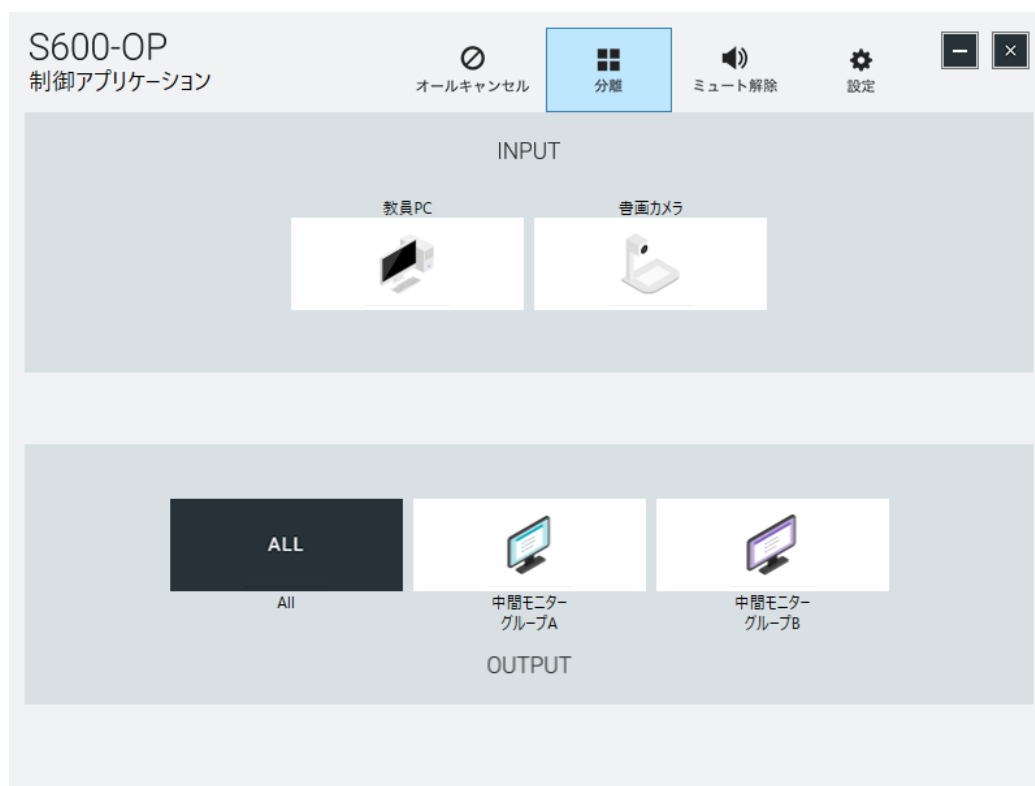 S600-OP
制御アプリケーション
オールキャンセル
分離
ミュート解除
設定
INPUT
教員PC
書画カメラ
ALL
All
中間モニター
グループA
中間モニター
グループB
OUTPUT